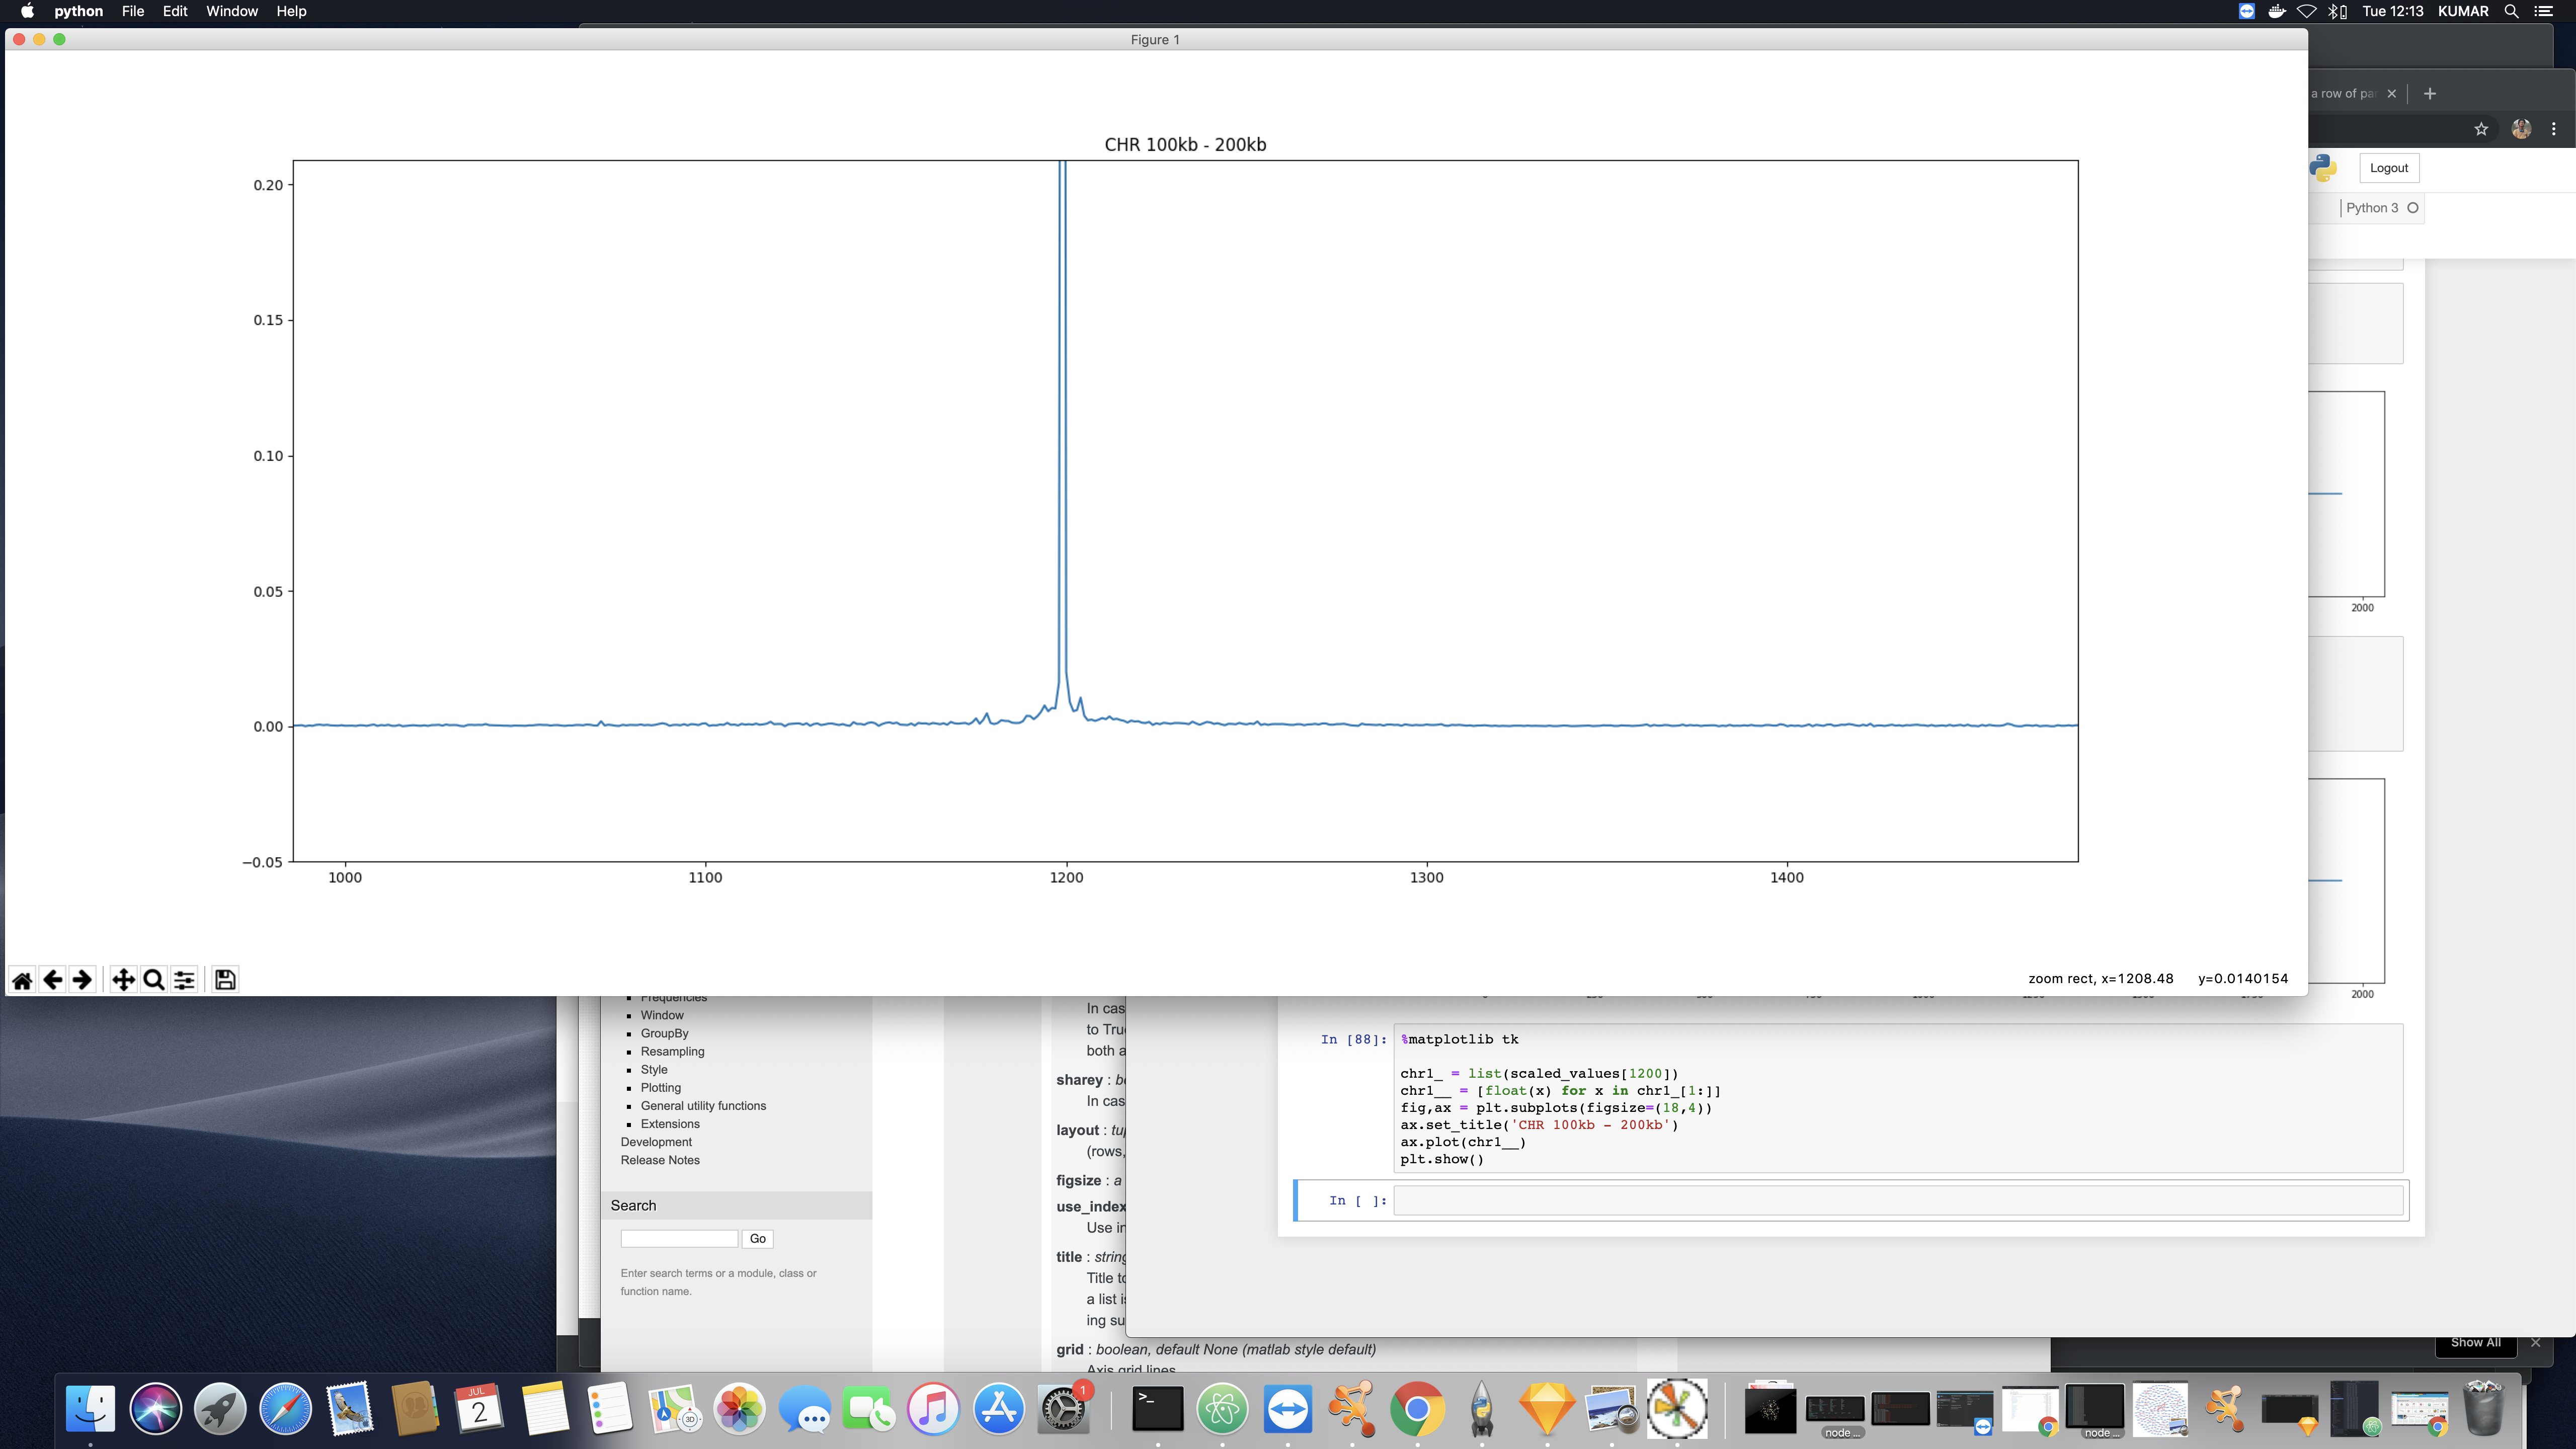 python File Edit Window Help
Tue 12:13 KUMAR
Figure 1
a row of
Logout
Python 3
CHR 100kb - 200kb
0.20
0.15
0.10
0.05
0.00
−0.05
1000 1100 1200 1300 1400
zoom rect, x=1208.48 y=0.0140154
2000
2000
Frequencies
Window
GroupBy
Resampling
Style
Plotting
General utility functions
Extensions
Development
Release Notes
Search
Go
Enter search terms or a module, class or
function name.
In cas
to Tru
both a
sharey :
In cas
layout :
(rows,
figsize : a
use_index
Use in
title : string
Title to
a list i
ing su
grid : boolean, default None (matlab style default)
Axis grid lines
In [88]: %matplotlib tk
chr1_ = list(scaled_values[1200])
chr1__ = [float(x) for x in chr1_[1:]]
fig,ax = plt.subplots(figsize=(18,4))
ax.set_title('CHR 100kb - 200kb')
ax.plot(chr1__)
plt.show()
In [ ]:
Show All
JUL
2
1
3D
>_
node ...
node ...